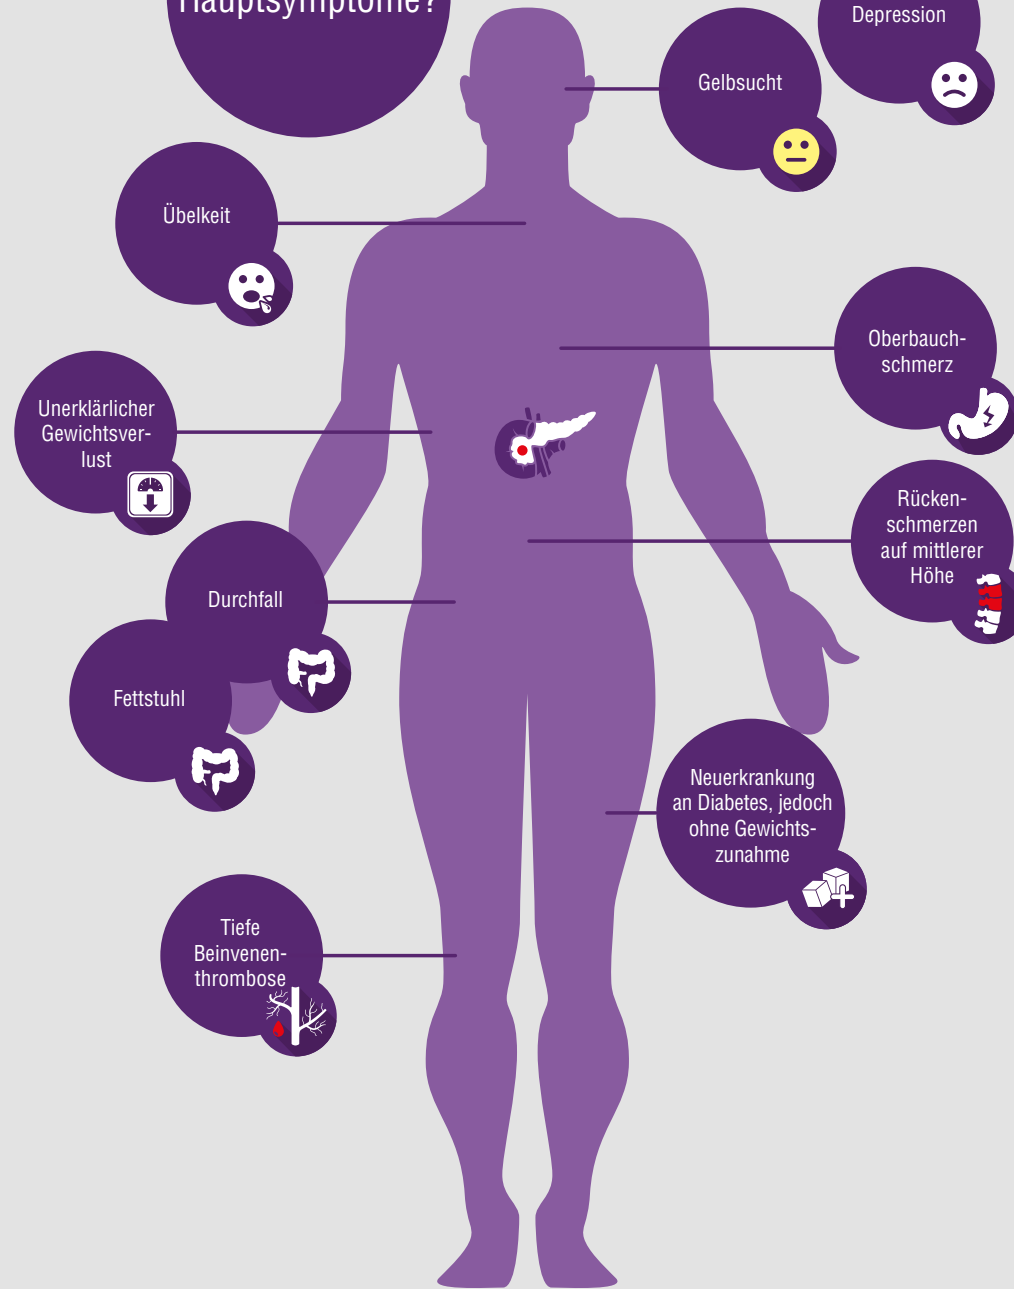 Hauptsymptome?
Depression
Gelbsucht
Übelkeit
Oberbauch-
schmerz
Unerklärlicher
Gewichtsver-
lust
Rücken-
schmerzen
auf mittlerer
Höhe
Durchfall
Fettstuhl
Neuerkrankung
an Diabetes, jedoch
ohne Gewichts-
zunahme
Tiefe
Beinvenen-
thrombose